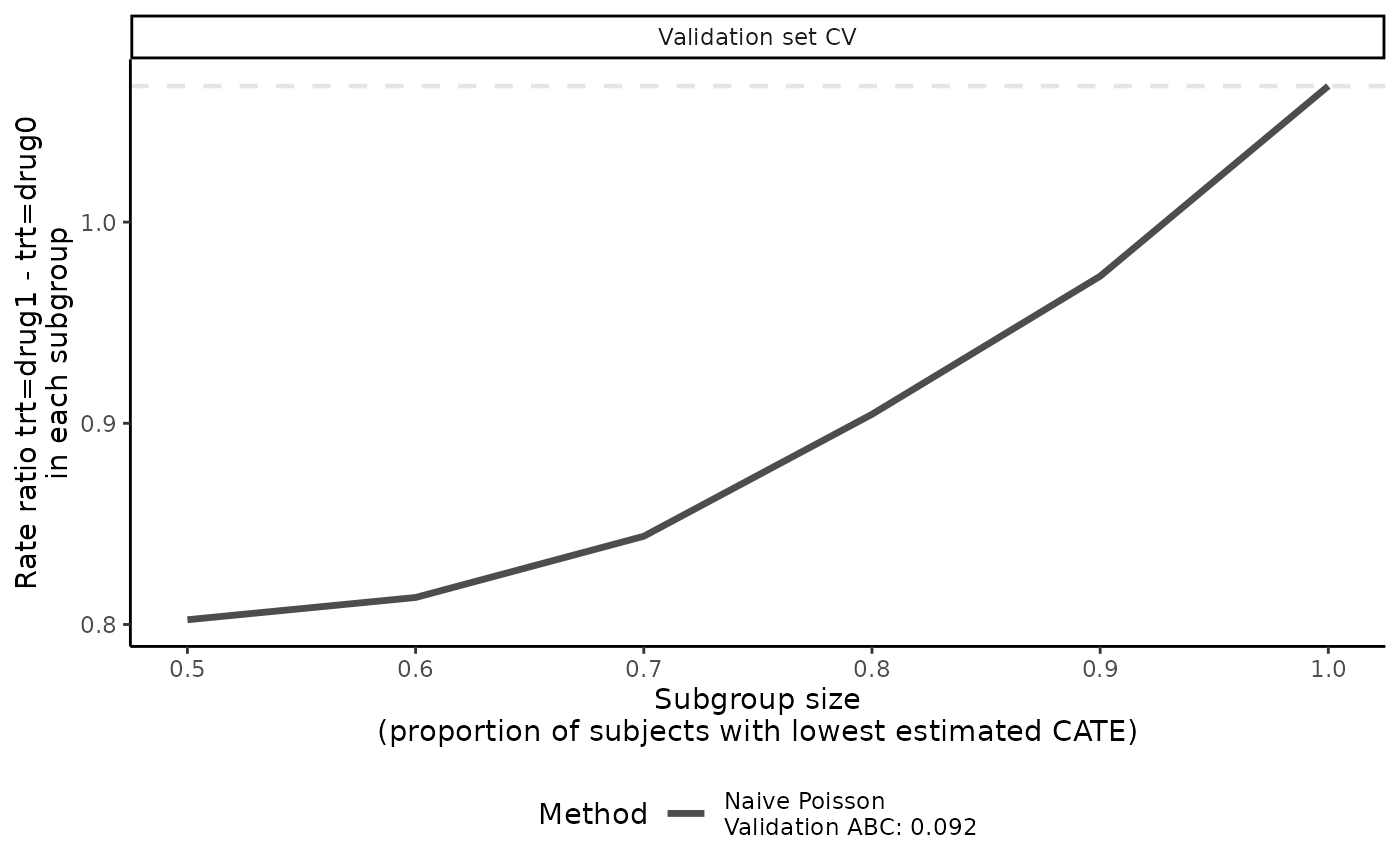 Validation set CV
Rate ratio trt=drug1 - trt=drug0
in each subgroup
1.0
0.9
0.8
0.5 0.6 0.7 0.8 0.9 1.0
Subgroup size
(proportion of subjects with lowest estimated CATE)
Method
Naive Poisson
Validation ABC: 0.092